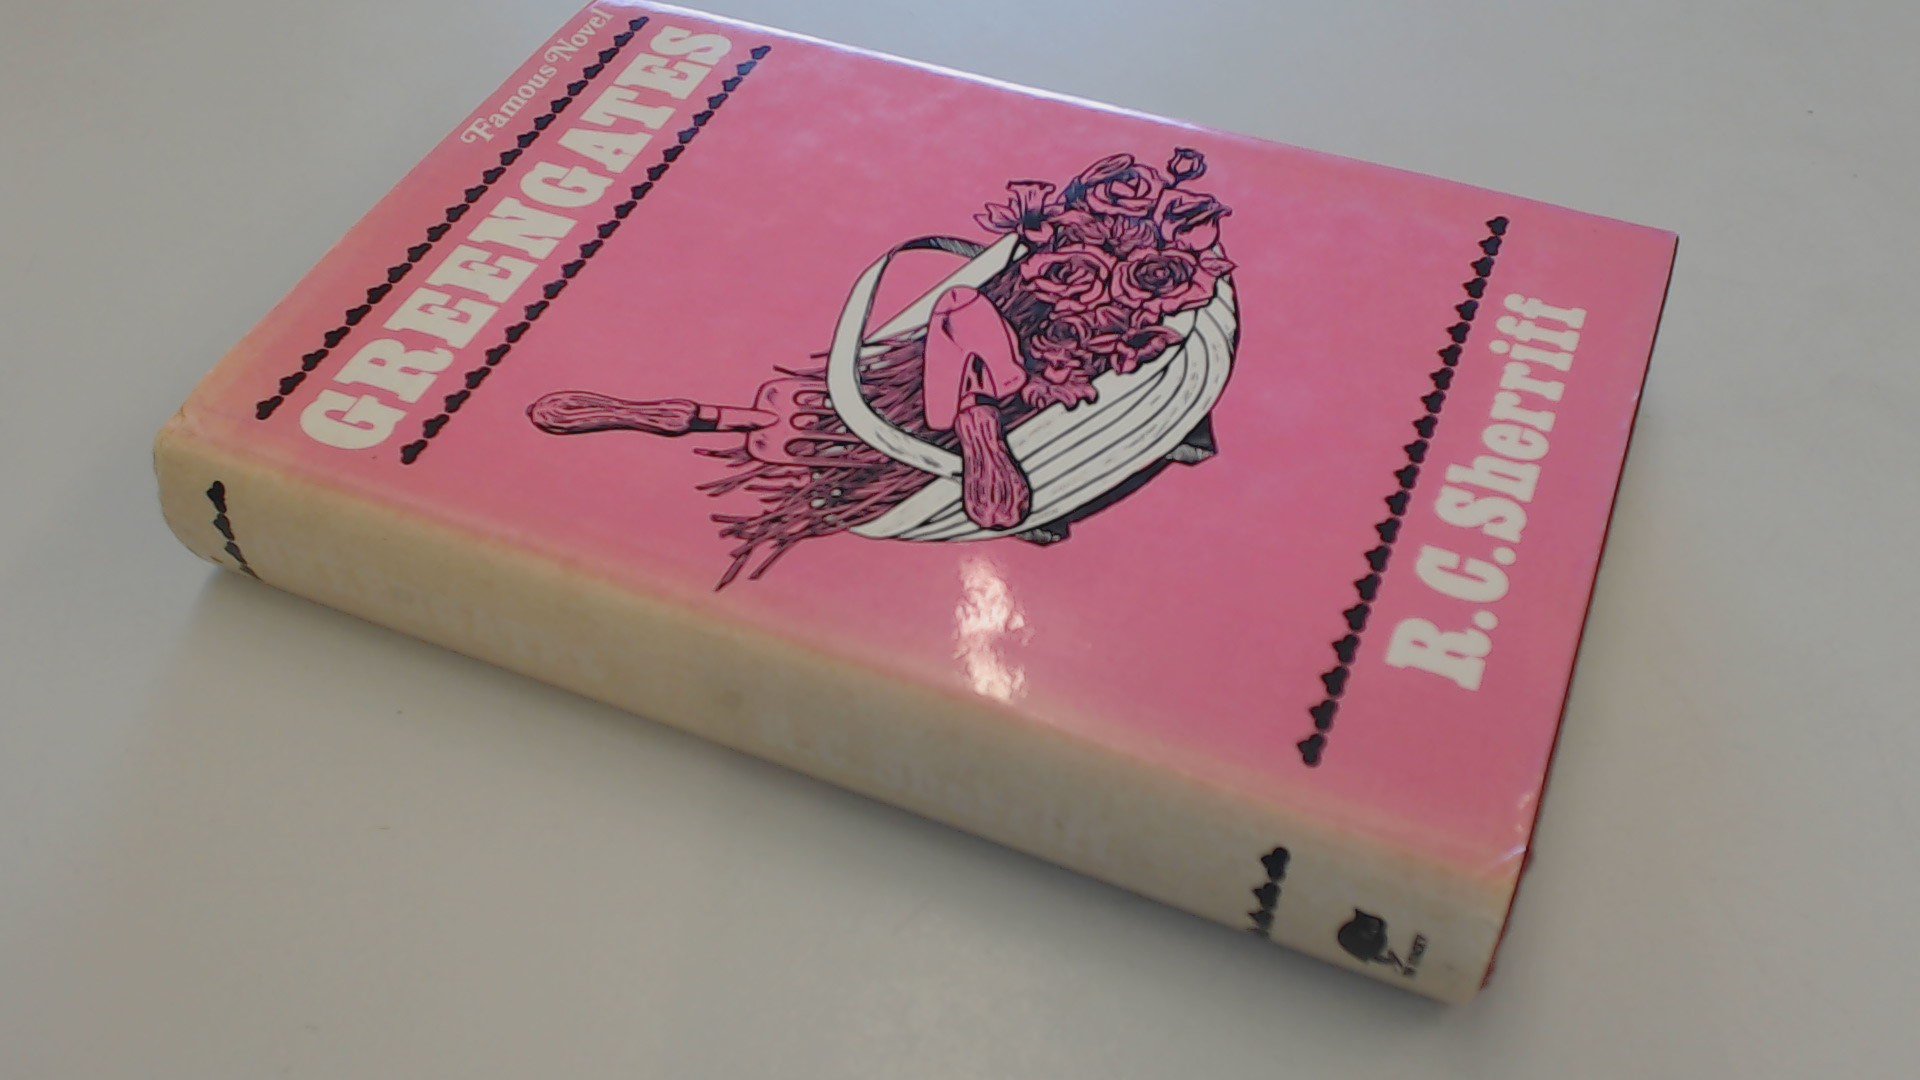 Famous Novel
GREENGATES
R.C.Sherriff